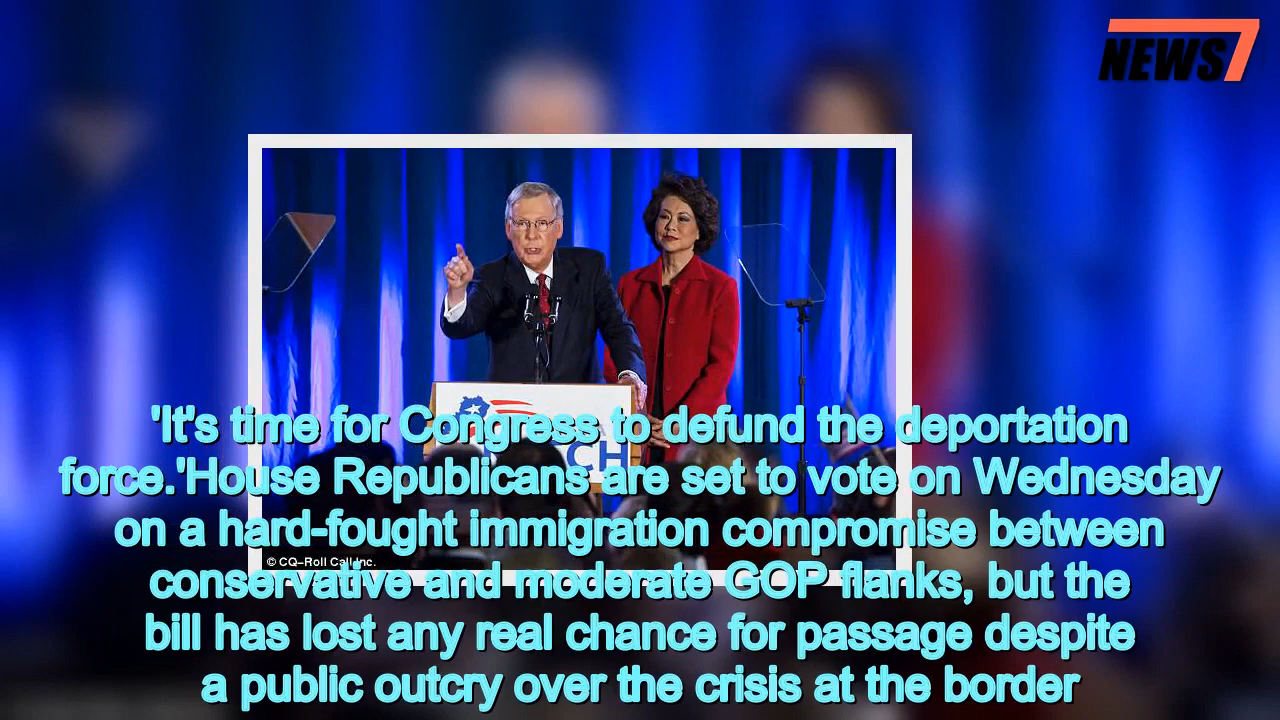 NEWS7
CH
© CQ-Roll Call Inc.
'It's time for Congress to defund the deportation
force.'House Republicans are set to vote on Wednesday
on a hard-fought immigration compromise between
conservative and moderate GOP flanks, but the
bill has lost any real chance for passage despite
a public outcry over the crisis at the border